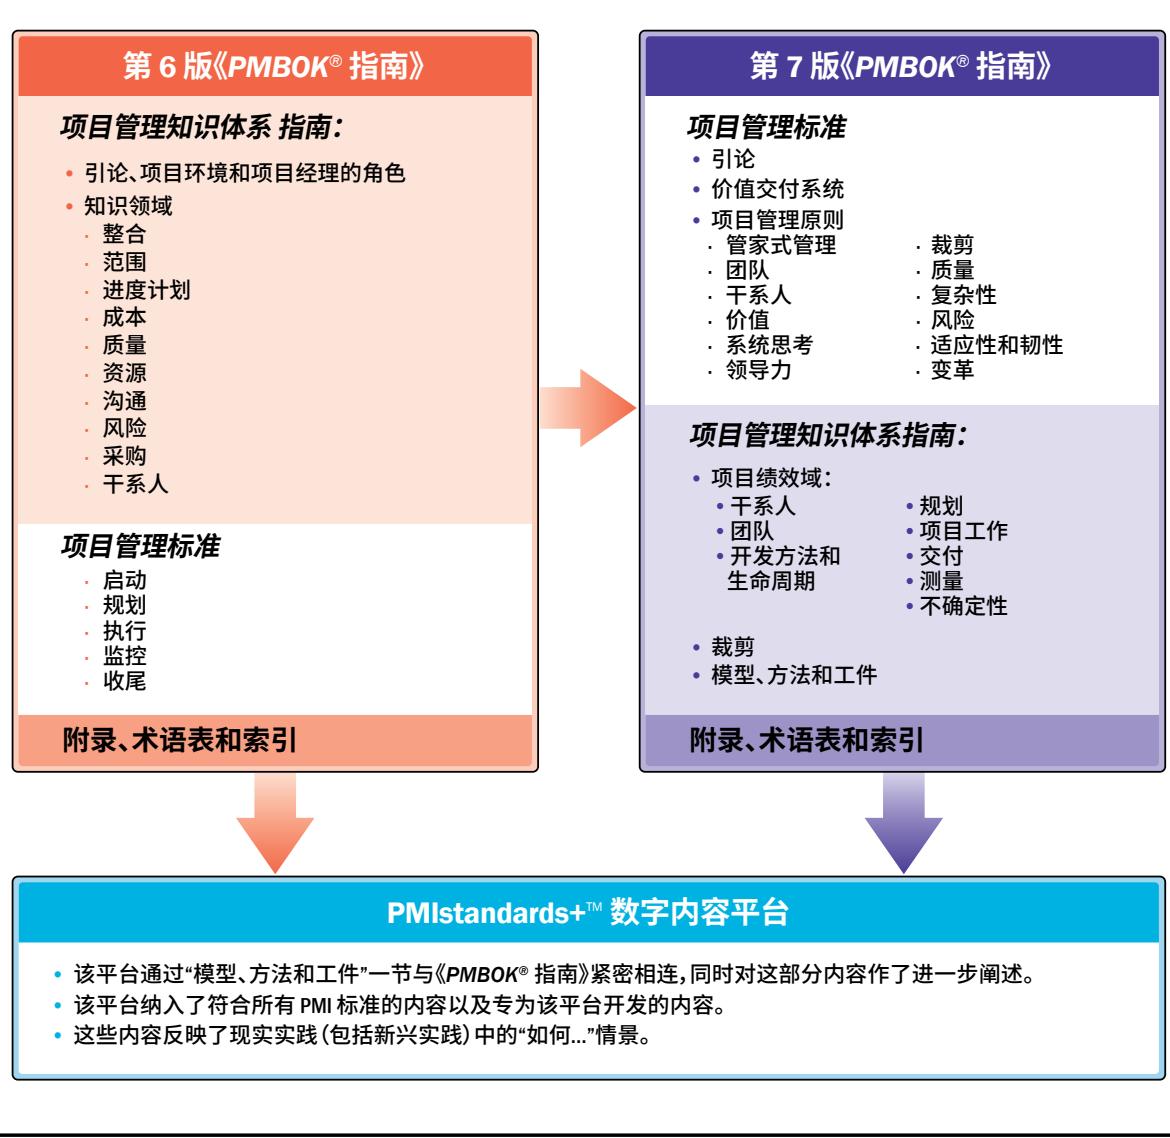 第 6 版《PMBOK® 指南》
项目管理知识体系 指南：
• 引论、项目环境和项目经理的角色
• 知识领域
· 整合
· 范围
· 进度计划
· 成本
· 质量
· 资源
· 沟通
· 风险
· 采购
· 干系人
项目管理标准
· 启动
· 规划
· 执行
· 监控
· 收尾
附录、术语表和索引
第 7 版《PMBOK® 指南》
项目管理标准
• 引论
• 价值交付系统
• 项目管理原则
· 管家式管理
· 团队
· 干系人
· 价值
· 系统思考
· 领导力
· 裁剪
· 质量
· 复杂性
· 风险
· 适应性和韧性
· 变革
项目管理知识体系指南：
• 项目绩效域：
• 干系人
• 团队
• 开发方法和
生命周期
• 规划
• 项目工作
• 交付
• 测量
• 不确定性
• 裁剪
• 模型、方法和工件
附录、术语表和索引
PMIstandards+™ 数字内容平台
• 该平台通过“模型、方法和工件”一节与《PMBOK® 指南》紧密相连，同时对这部分内容作了进一步阐述。
• 该平台纳入了符合所有 PMI 标准的内容以及专为该平台开发的内容。
• 这些内容反映了现实实践（包括新兴实践）中的“如何...”情景。